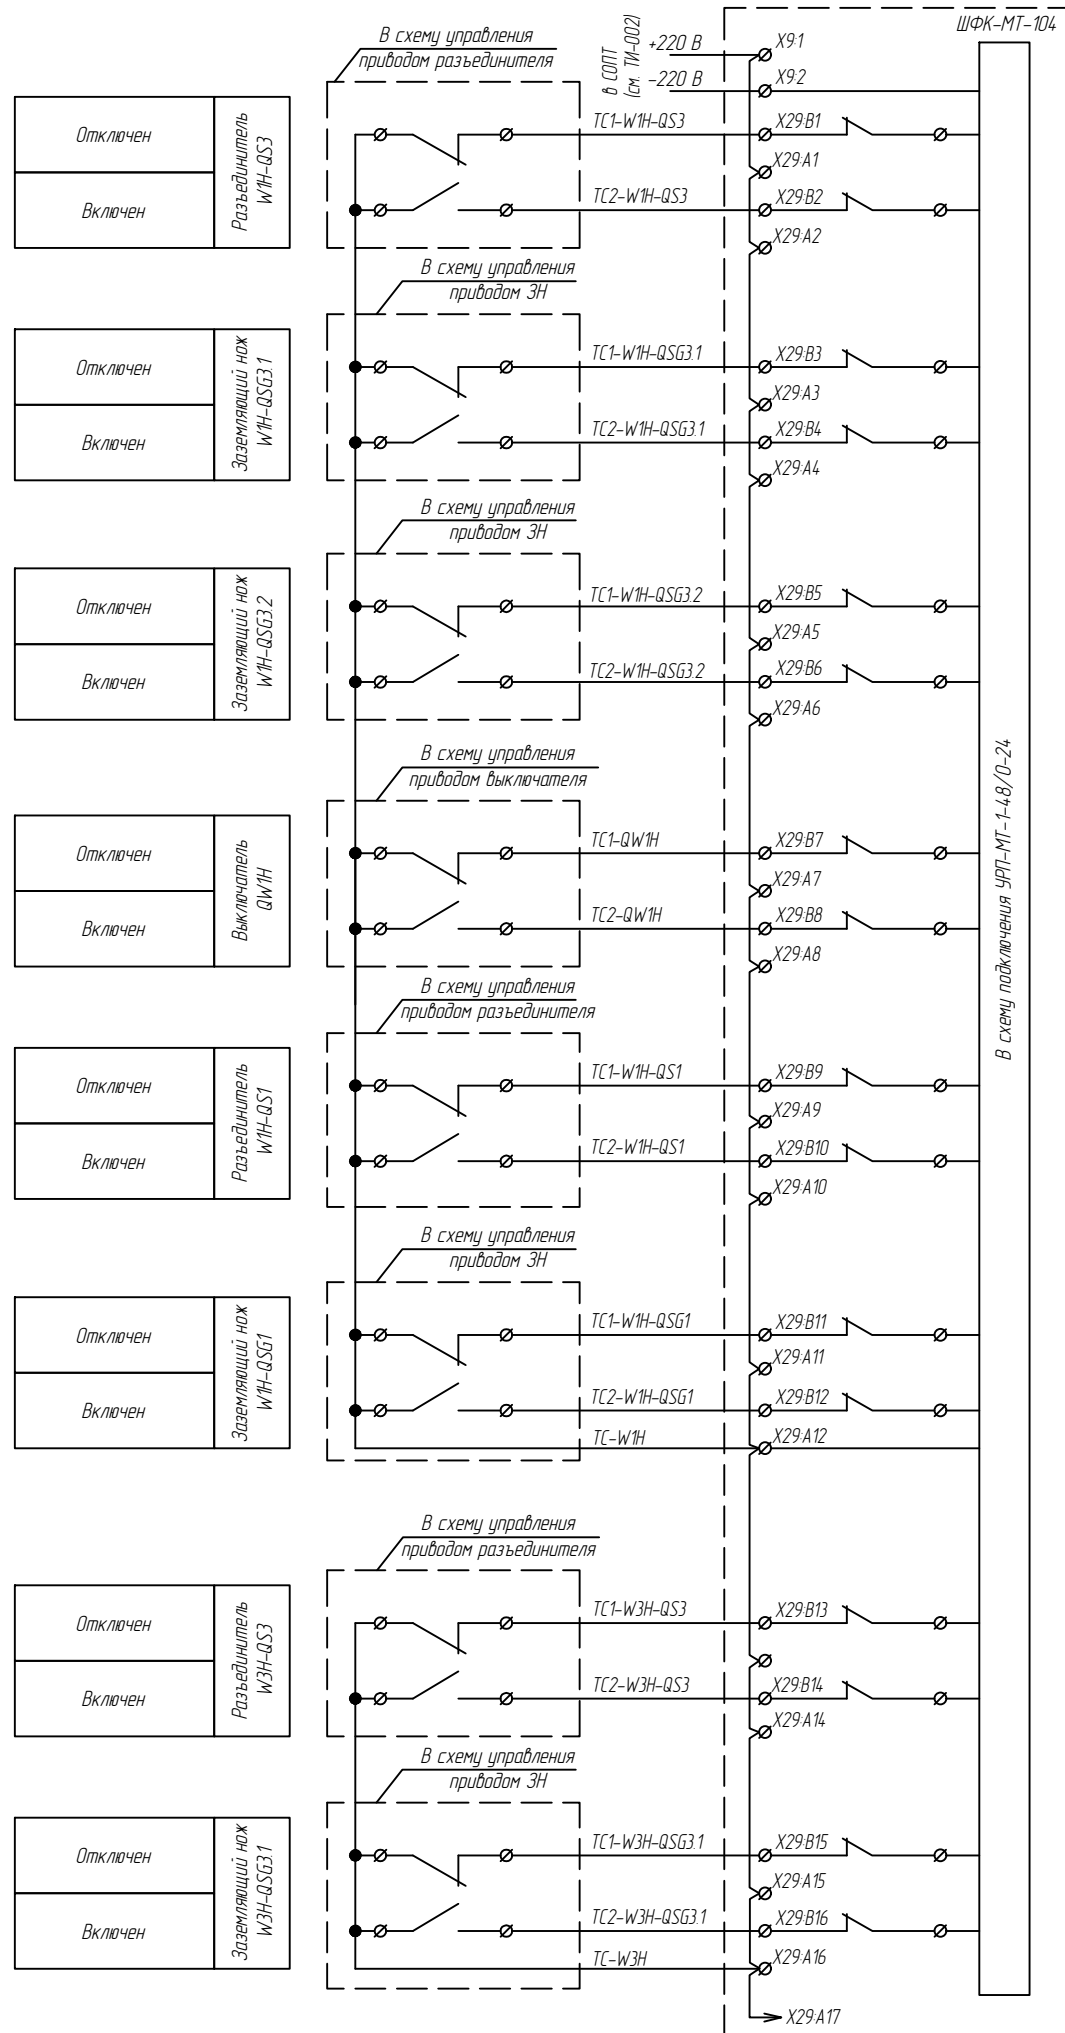 ШФК-МТ-104
В схему управления
приводом разъединителя
в СОПТ
(см. ТИ-002)
+220 В
X9:1
-220 В
X9:2
Отключен
Включен
Разъединитель
W1H-QS3
TC1-W1H-QS3
X29:B1
X29:A1
TC2-W1H-QS3
X29:B2
X29:A2
В схему управления
приводом ЗН
Отключен
Включен
Заземляющий нож
W1H-QSG3.1
TC1-W1H-QSG3.1
X29:B3
X29:A3
TC2-W1H-QSG3.1
X29:B4
X29:A4
В схему управления
приводом ЗН
Отключен
Включен
Заземляющий нож
W1H-QSG3.2
TC1-W1H-QSG3.2
X29:B5
X29:A5
TC2-W1H-QSG3.2
X29:B6
X29:A6
В схему управления
приводом выключателя
Отключен
Включен
Выключатель
QW1H
TC1-QW1H
X29:B7
X29:A7
TC2-QW1H
X29:B8
X29:A8
В схему подключения УРП-МТ-1-48/0-24
В схему управления
приводом разъединителя
Отключен
Включен
Разъединитель
W1H-QS1
TC1-W1H-QS1
X29:B9
X29:A9
TC2-W1H-QS1
X29:B10
X29:A10
В схему управления
приводом ЗН
Отключен
Включен
Заземляющий нож
W1H-QSG1
TC1-W1H-QSG1
X29:B11
X29:A11
TC2-W1H-QSG1
X29:B12
TC-W1H
X29:A12
В схему управления
приводом разъединителя
Отключен
Включен
Разъединитель
W3H-QS3
TC1-W3H-QS3
X29:B13
TC2-W3H-QS3
X29:B14
X29:A14
В схему управления
приводом ЗН
Отключен
Включен
Заземляющий нож
W3H-QSG3.1
TC1-W3H-QSG3.1
X29:B15
X29:A15
TC2-W3H-QSG3.1
X29:B16
TC-W3H
X29:A16
X29:A17